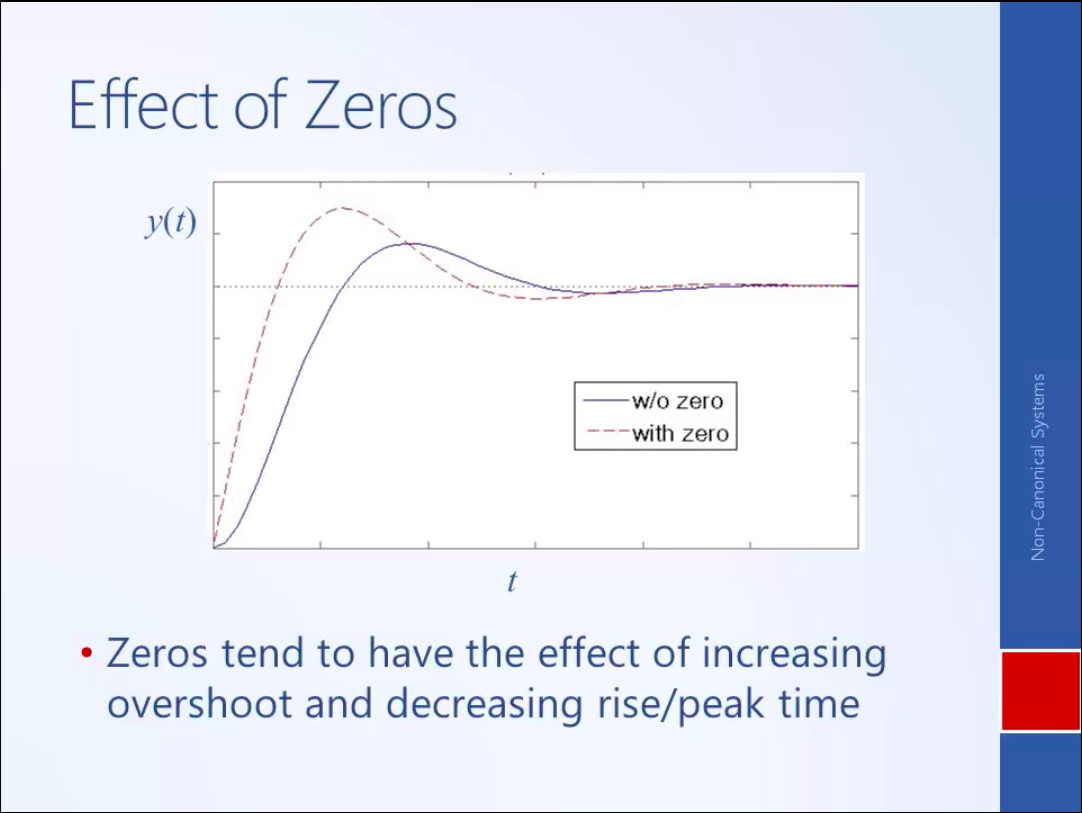 Effect of Zeros
y(t)
w/o zero
with zero
t
• Zeros tend to have the effect of increasing
overshoot and decreasing rise/peak time
Non-Canonical Systems